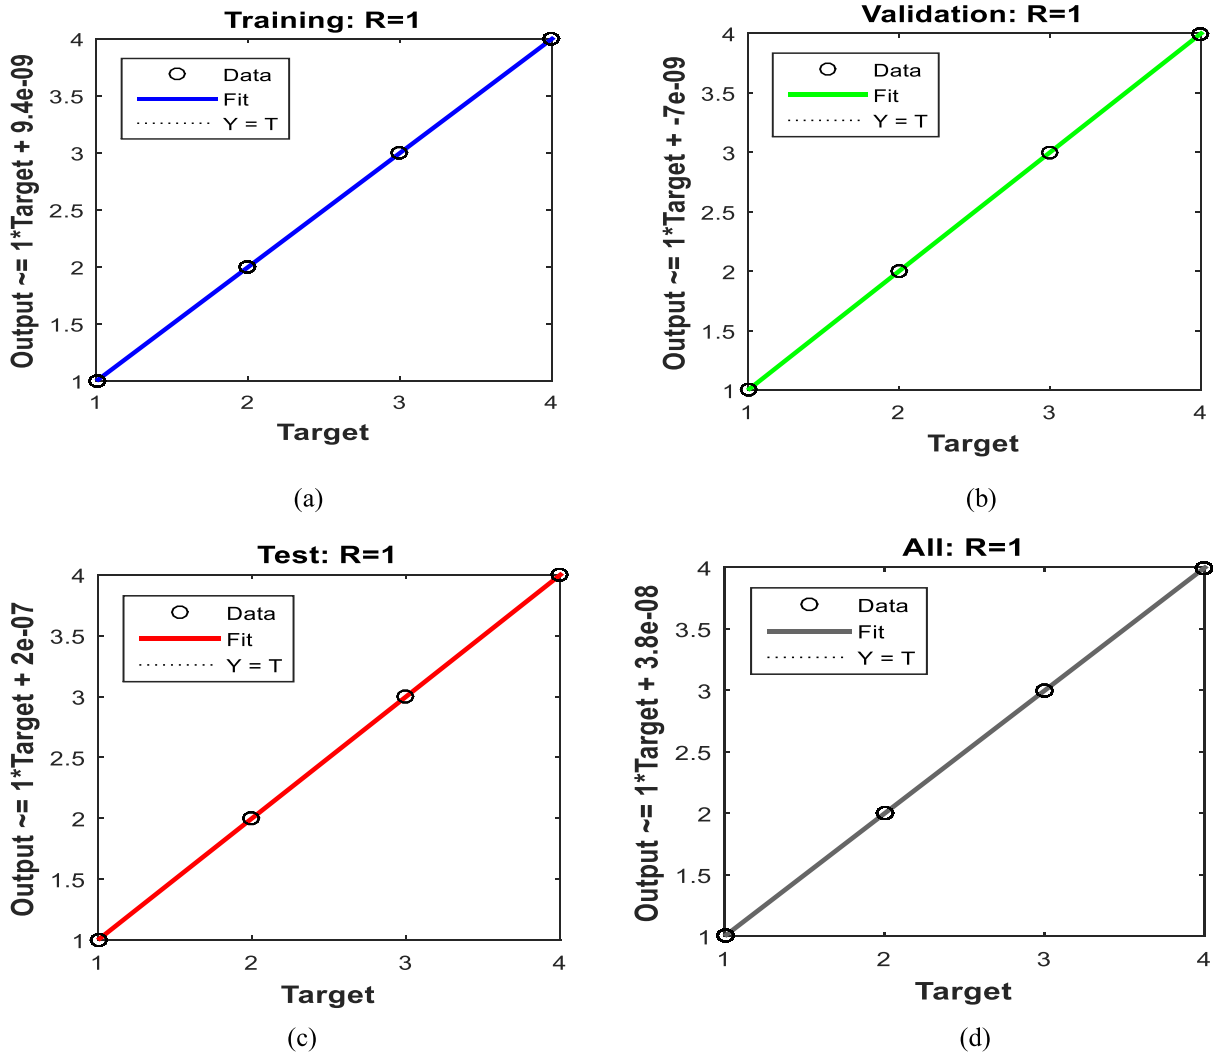 Training: R=1
Output ~= 1*Target + 9.4e-09
4
3.5
3
2.5
2
1.5
1
Data
Fit
Y = T
1
2
3
4
Target
(a)
Validation: R=1
Output ~= 1*Target + -7e-09
4
3.5
3
2.5
2
1.5
1
Data
Fit
Y = T
1
2
3
4
Target
(b)
Test: R=1
Output ~= 1*Target + 2e-07
4
3.5
3
2.5
2
1.5
1
Data
Fit
Y = T
1
2
3
4
Target
(c)
All: R=1
Output ~= 1*Target + 3.8e-08
4
3.5
3
2.5
2
1.5
1
Data
Fit
Y = T
1
2
3
4
Target
(d)